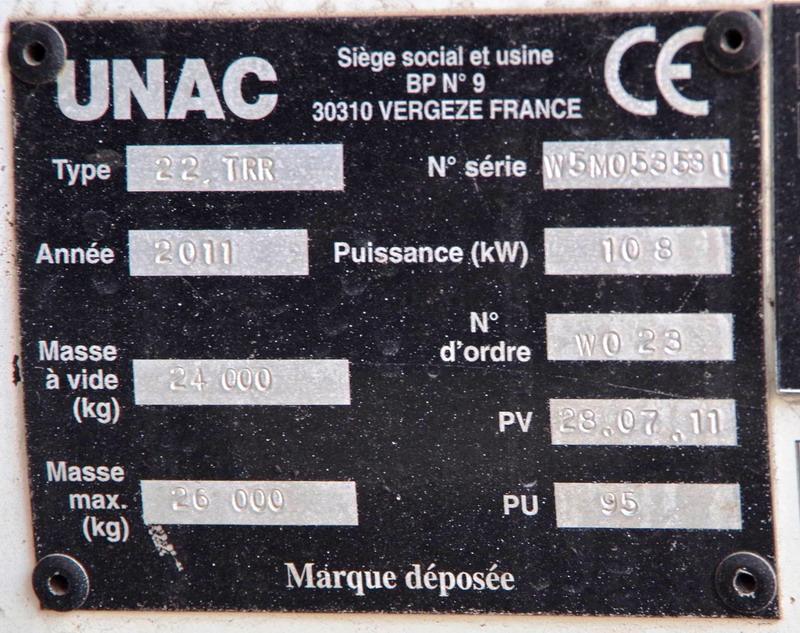 UNAC
Siège social et usine
BP N° 9
30310 VERGEZE FRANCE
CE
Type 22.TRR
N° série
Année 2011
Puissance (kW) 108
N°
d'ordre W0 23
Masse
à vide
(kg) 24 000
PV 28.07.11
Masse
max.
(kg) 26 000
PU 95
Marque déposée